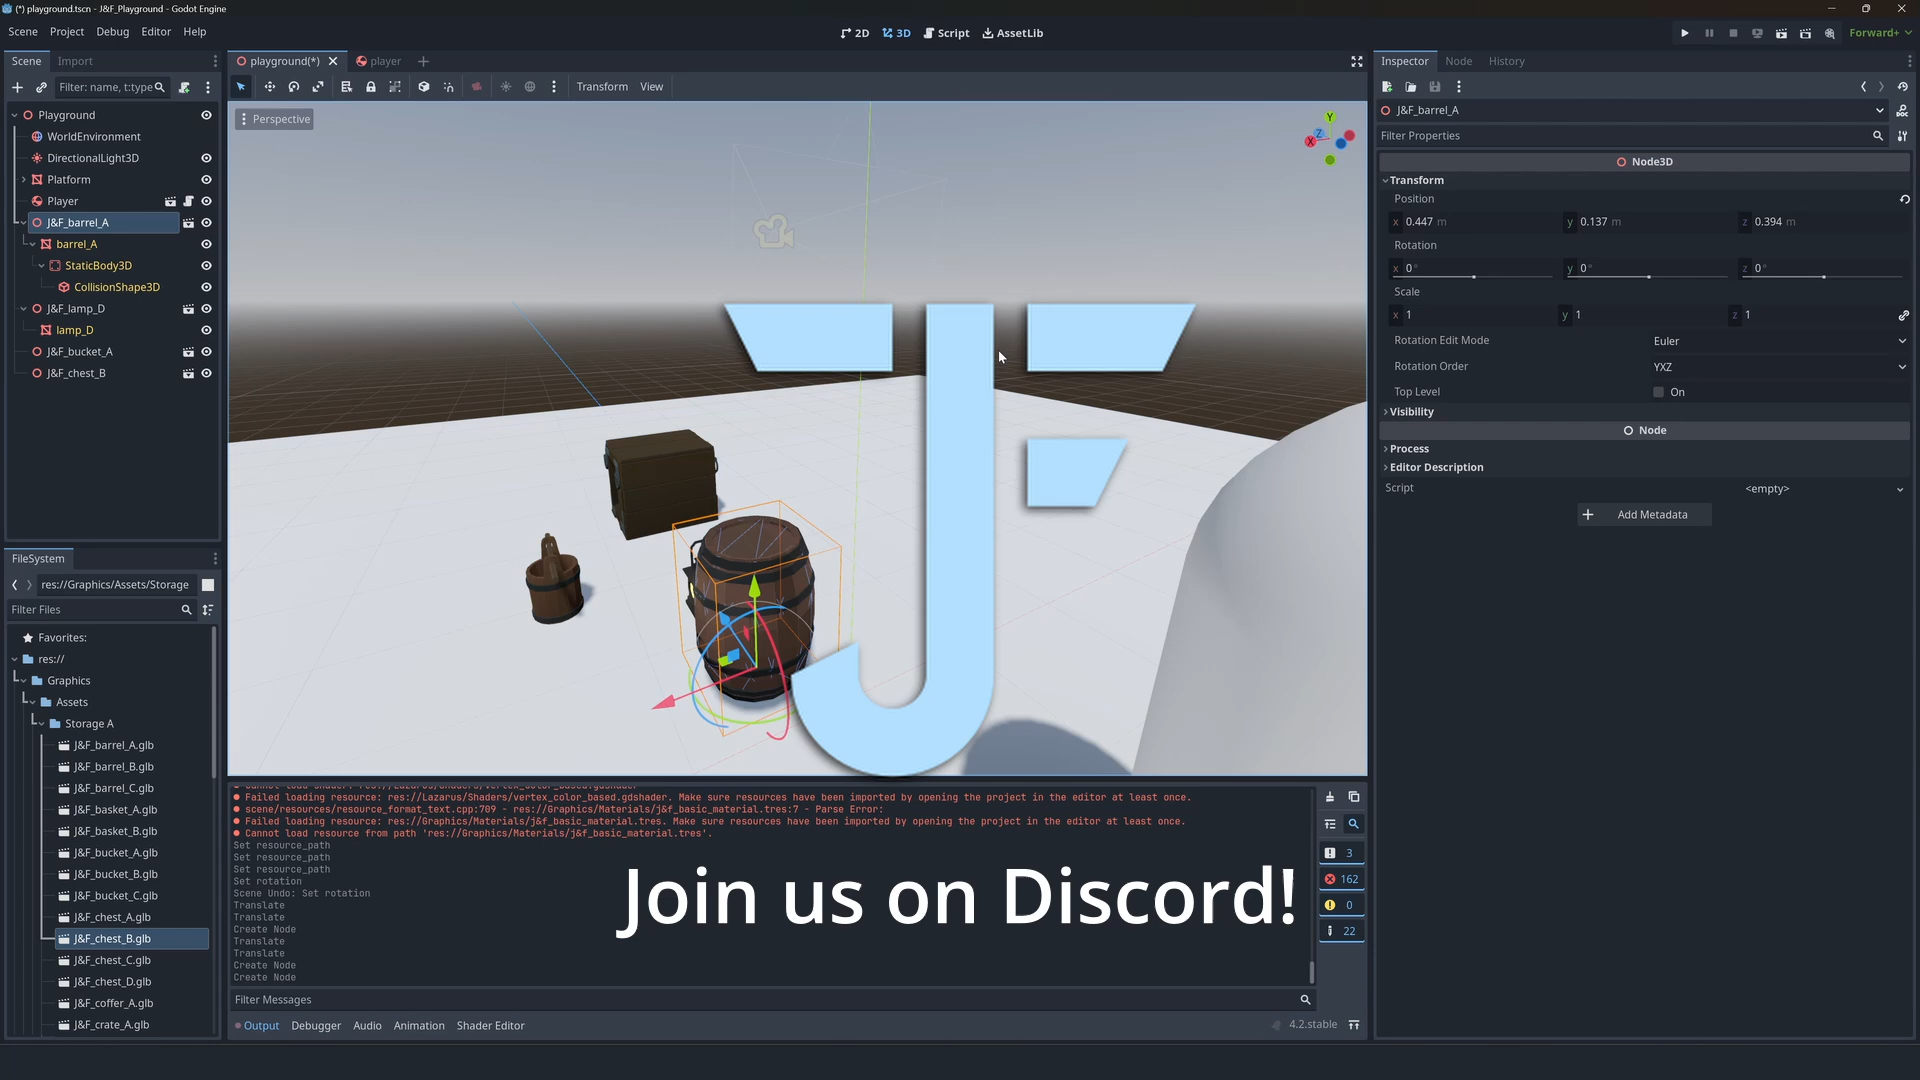 (*) playground.tscn - J&F_Playground - Godot Engine
Scene Project Debug Editor Help
2D 3D Script AssetLib
Forward+
Scene Import
Filter: name, t:type
Playground
WorldEnvironment
DirectionalLight3D
Platform
Player
J&F_barrel_A
barrel_A
StaticBody3D
CollisionShape3D
J&F_lamp_D
lamp_D
J&F_bucket_A
J&F_chest_B
FileSystem
res://Graphics/Assets/Storage
Filter Files
Favorites:
res://
Graphics
Assets
Storage A
J&F_barrel_A.glb
J&F_barrel_B.glb
J&F_barrel_C.glb
J&F_basket_A.glb
J&F_basket_B.glb
J&F_bucket_A.glb
J&F_bucket_B.glb
J&F_bucket_C.glb
J&F_chest_A.glb
J&F_chest_B.glb
J&F_chest_C.glb
J&F_chest_D.glb
J&F_coffer_A.glb
J&F_crate_A.glb
playground(*) player
Transform View
Perspective
Y
Z
X
JF
Failed loading resource: res://Lazarus/Shaders/vertex_color_based.gdshader. Make sure resources have been imported by opening the project in the editor at least once.
scene/resources/resource_format_text.cpp:709 - res://Graphics/Materials/j&f_basic_material.tres:7 - Parse Error:
Failed loading resource: res://Graphics/Materials/j&f_basic_material.tres. Make sure resources have been imported by opening the project in the editor at least once.
Cannot load resource from path 'res://Graphics/Materials/j&f_basic_material.tres'.
Set resource_path
Set resource_path
Set resource_path
Set rotation
Scene Undo: Set rotation
Translate
Translate
Create Node
Translate
Translate
Create Node
Create Node
Join us on Discord!
3
162
0
22
Filter Messages
Output Debugger Audio Animation Shader Editor
4.2.stable
Inspector Node History
J&F_barrel_A
Filter Properties
Node3D
Transform
Position
x 0.447 m y 0.137 m z 0.394 m
Rotation
x 0° y 0° z 0°
Scale
x 1 y 1 z 1
Rotation Edit Mode Euler
Rotation Order YXZ
Top Level On
Visibility
Node
Process
Editor Description
Script <empty>
Add Metadata